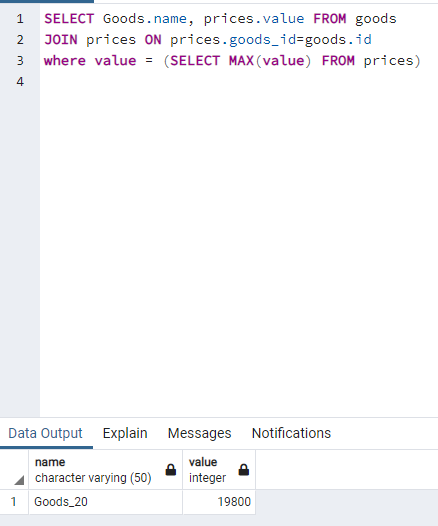 1 SELECT Goods.name, prices.value FROM goods
2 JOIN prices ON prices.goods_id=goods.id
3 where value = (SELECT MAX(value) FROM prices)
4
Data Output Explain Messages Notifications
name value
character varying (50) integer
1 Goods_20 19800